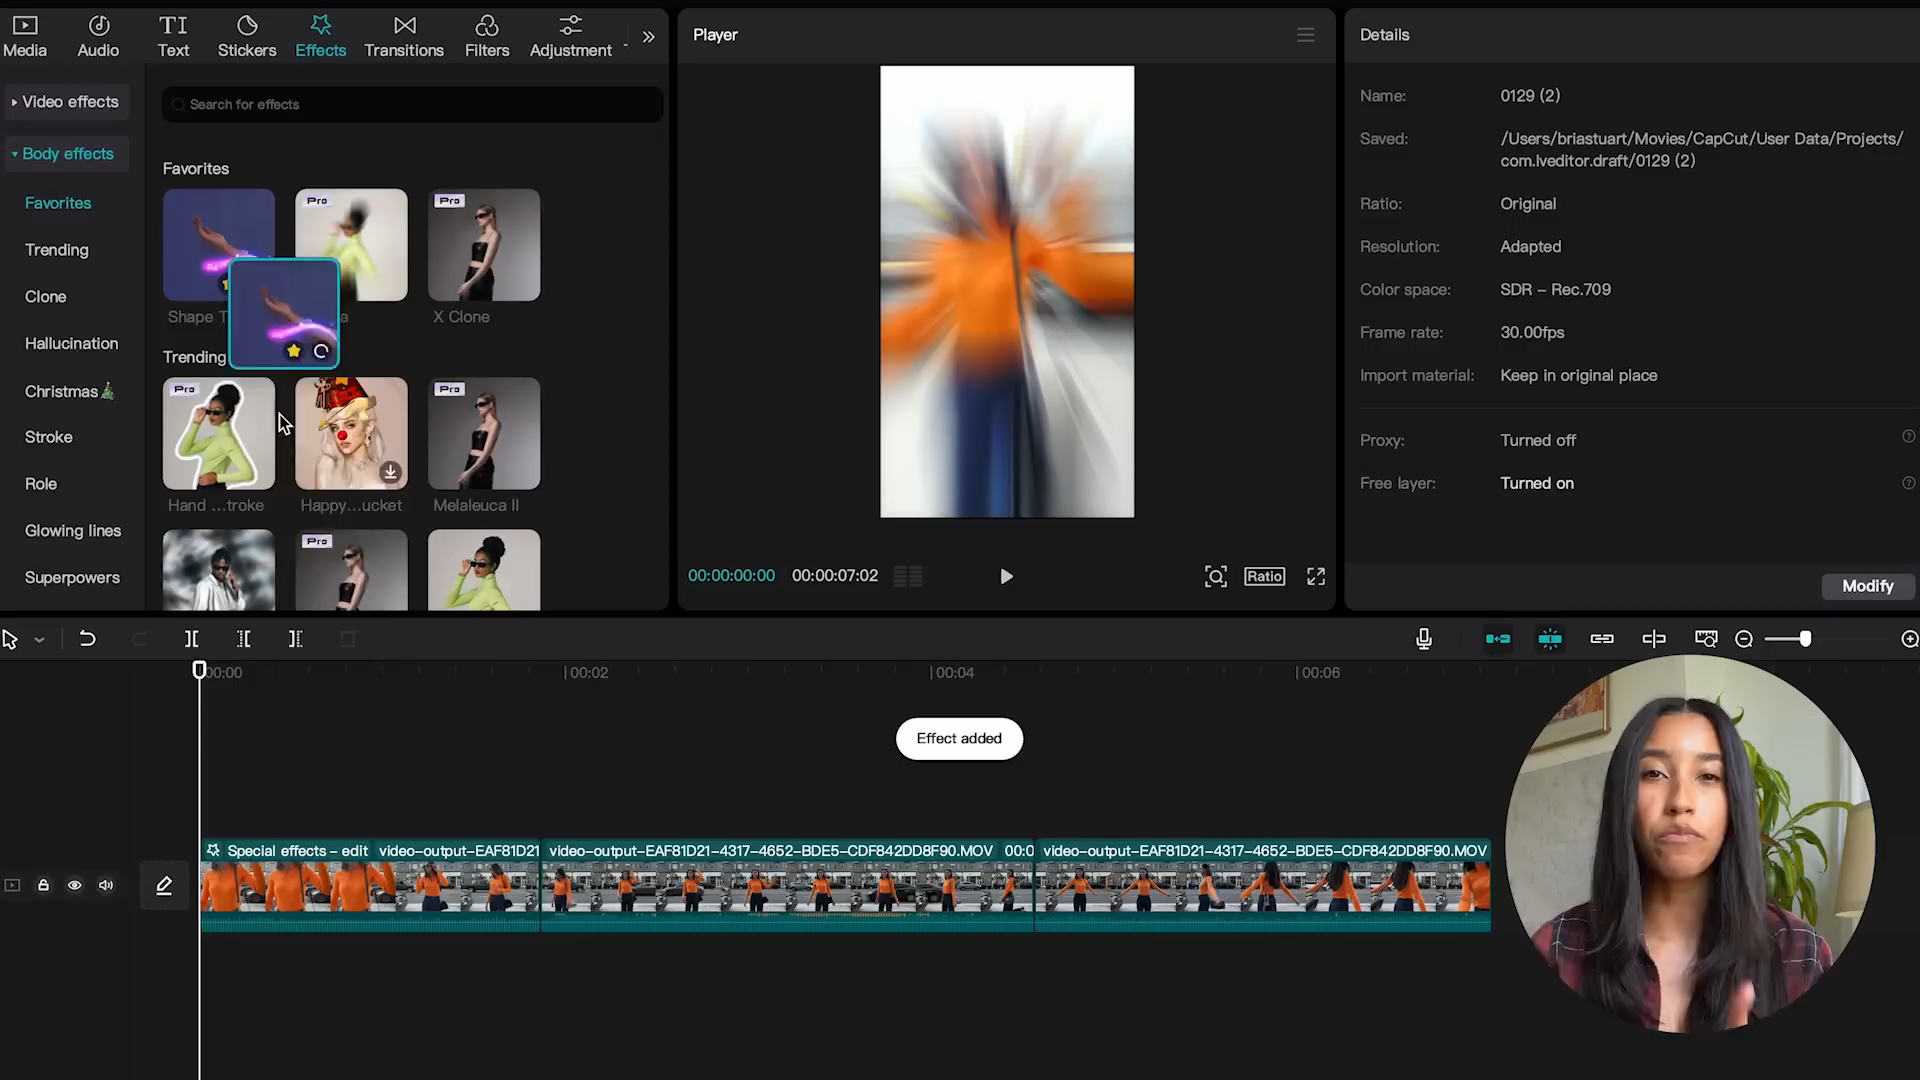 Media
Audio
Text
Stickers
Effects
Transitions
Filters
Adjustment
Video effects
Body effects
Favorites
Trending
Clone
Hallucination
Christmas🎄
Stroke
Role
Glowing lines
Superpowers
Search for effects
Favorites
Pro
Pro
Shape T
a
X Clone
Trending
Pro
Pro
Hand ...troke
Happy...ucket
Melaleuca II
Pro
Player
00:00:00:00
00:00:07:02
Ratio
Details
Name: 0129 (2)
Saved: /Users/briastuart/Movies/CapCut/User Data/Projects/
com.lveditor.draft/0129 (2)
Ratio: Original
Resolution: Adapted
Color space: SDR – Rec.709
Frame rate: 30.00fps
Import material: Keep in original place
Proxy: Turned off
Free layer: Turned on
Modify
00:00
00:02
00:04
00:06
Effect added
Special effects – edit video-output-EAF81D21
video-output-EAF81D21-4317-4652-BDE5-CDF842DD8F90.MOV 00:0
video-output-EAF81D21-4317-4652-BDE5-CDF842DD8F90.MOV